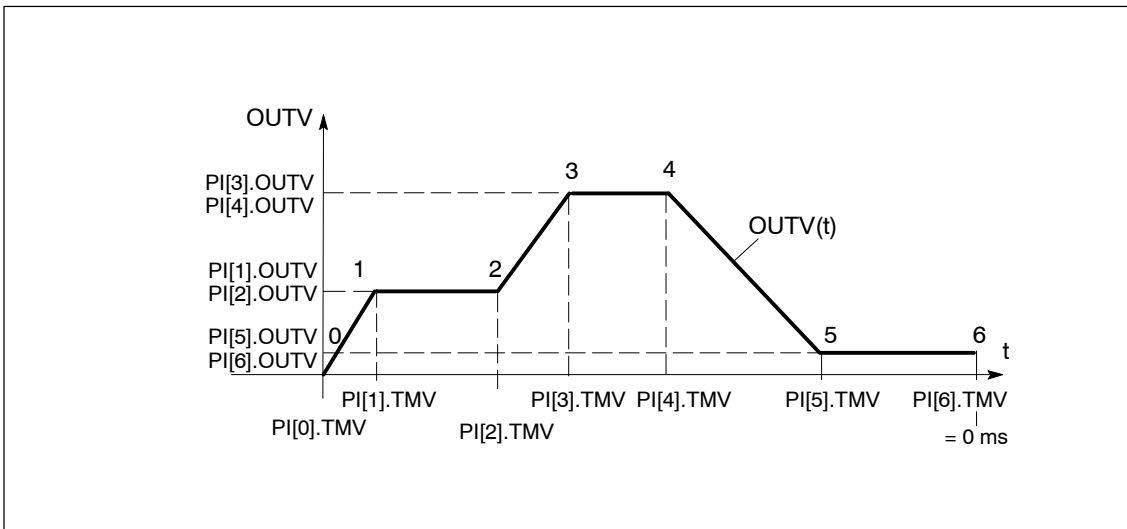 OUTV
3
4
PI[3].OUTV
PI[4].OUTV
OUTV(t)
PI[1].OUTV
1
2
PI[2].OUTV
PI[5].OUTV
0
5
6
PI[6].OUTV
t
PI[1].TMV
PI[3].TMV
PI[4].TMV
PI[5].TMV
PI[6].TMV
PI[0].TMV
PI[2].TMV
= 0 ms